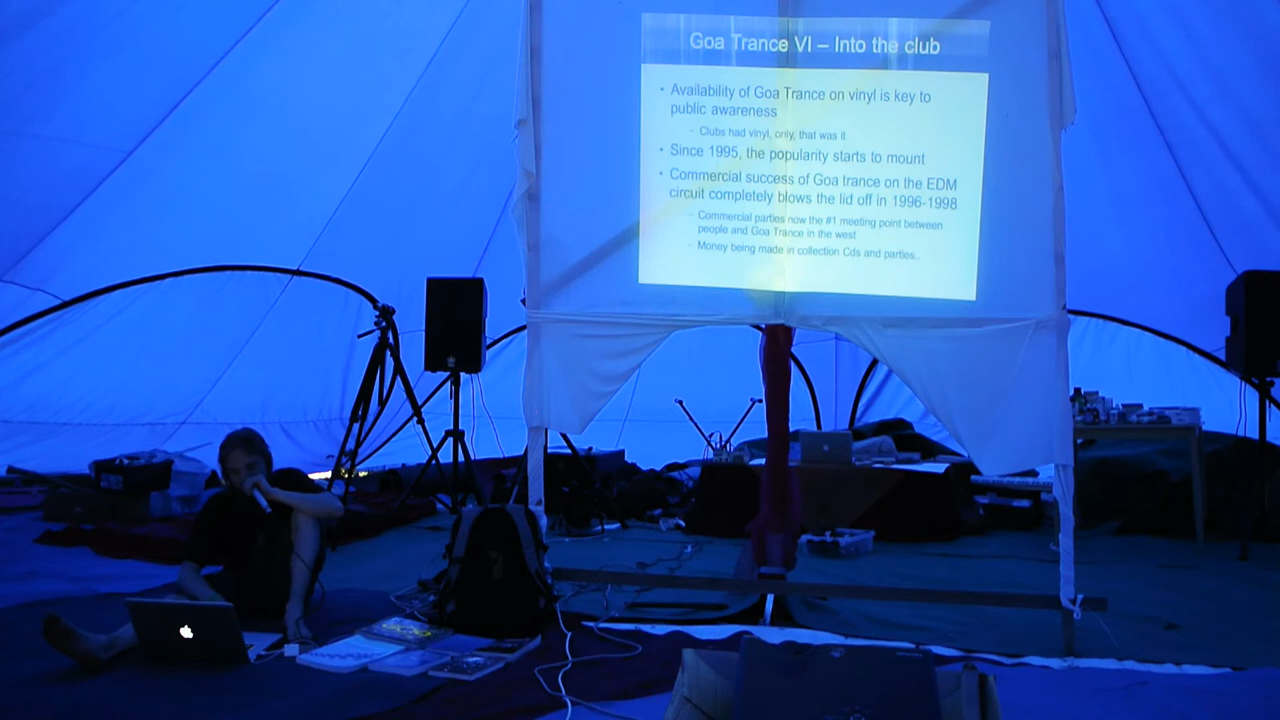 Goa Trance VI – Into the club
• Availability of Goa Trance on vinyl is key to
public awareness
– Clubs had vinyl, only, that was it
• Since 1995, the popularity starts to mount
• Commercial success of Goa trance on the EDM
circuit completely blows the lid off in 1996-1998
– Commercial parties now the #1 meeting point between
people and Goa Trance in the west
– Money being made in collection Cds and parties..